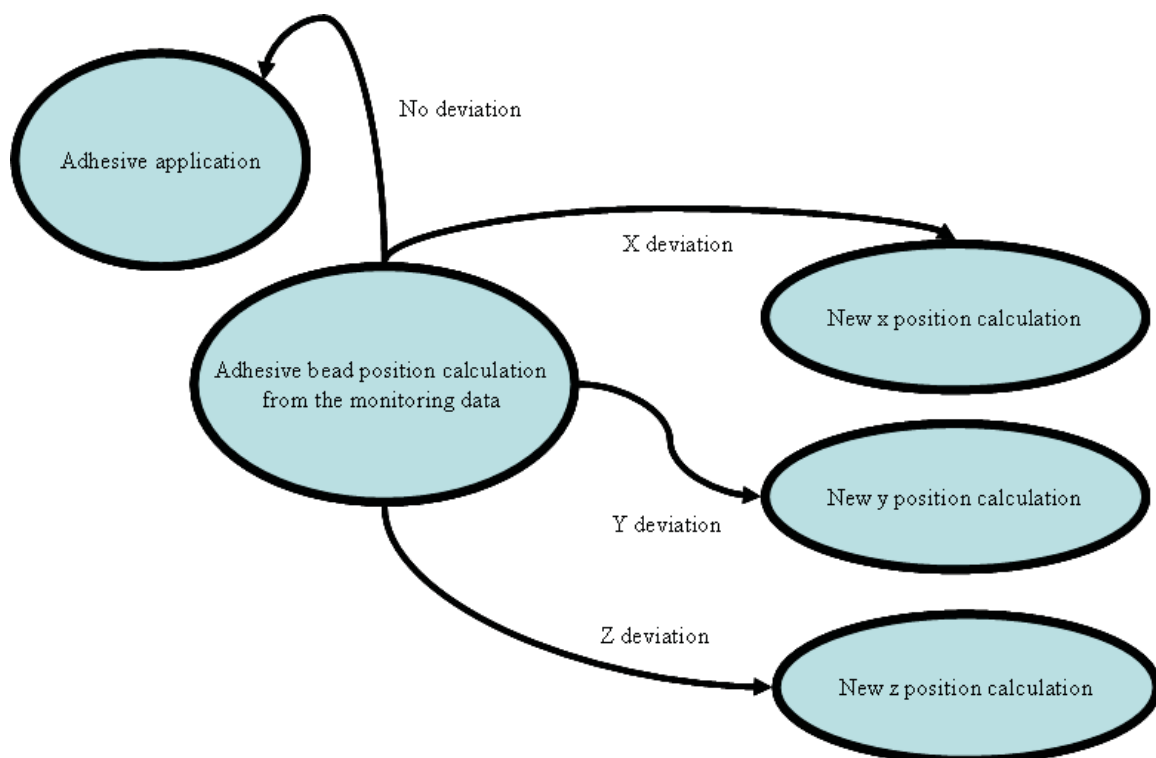 No deviation
Adhesive application
X deviation
New x position calculation
Adhesive bead position calculation
from the monitoring data
New y position calculation
Y deviation
Z deviation
New z position calculation